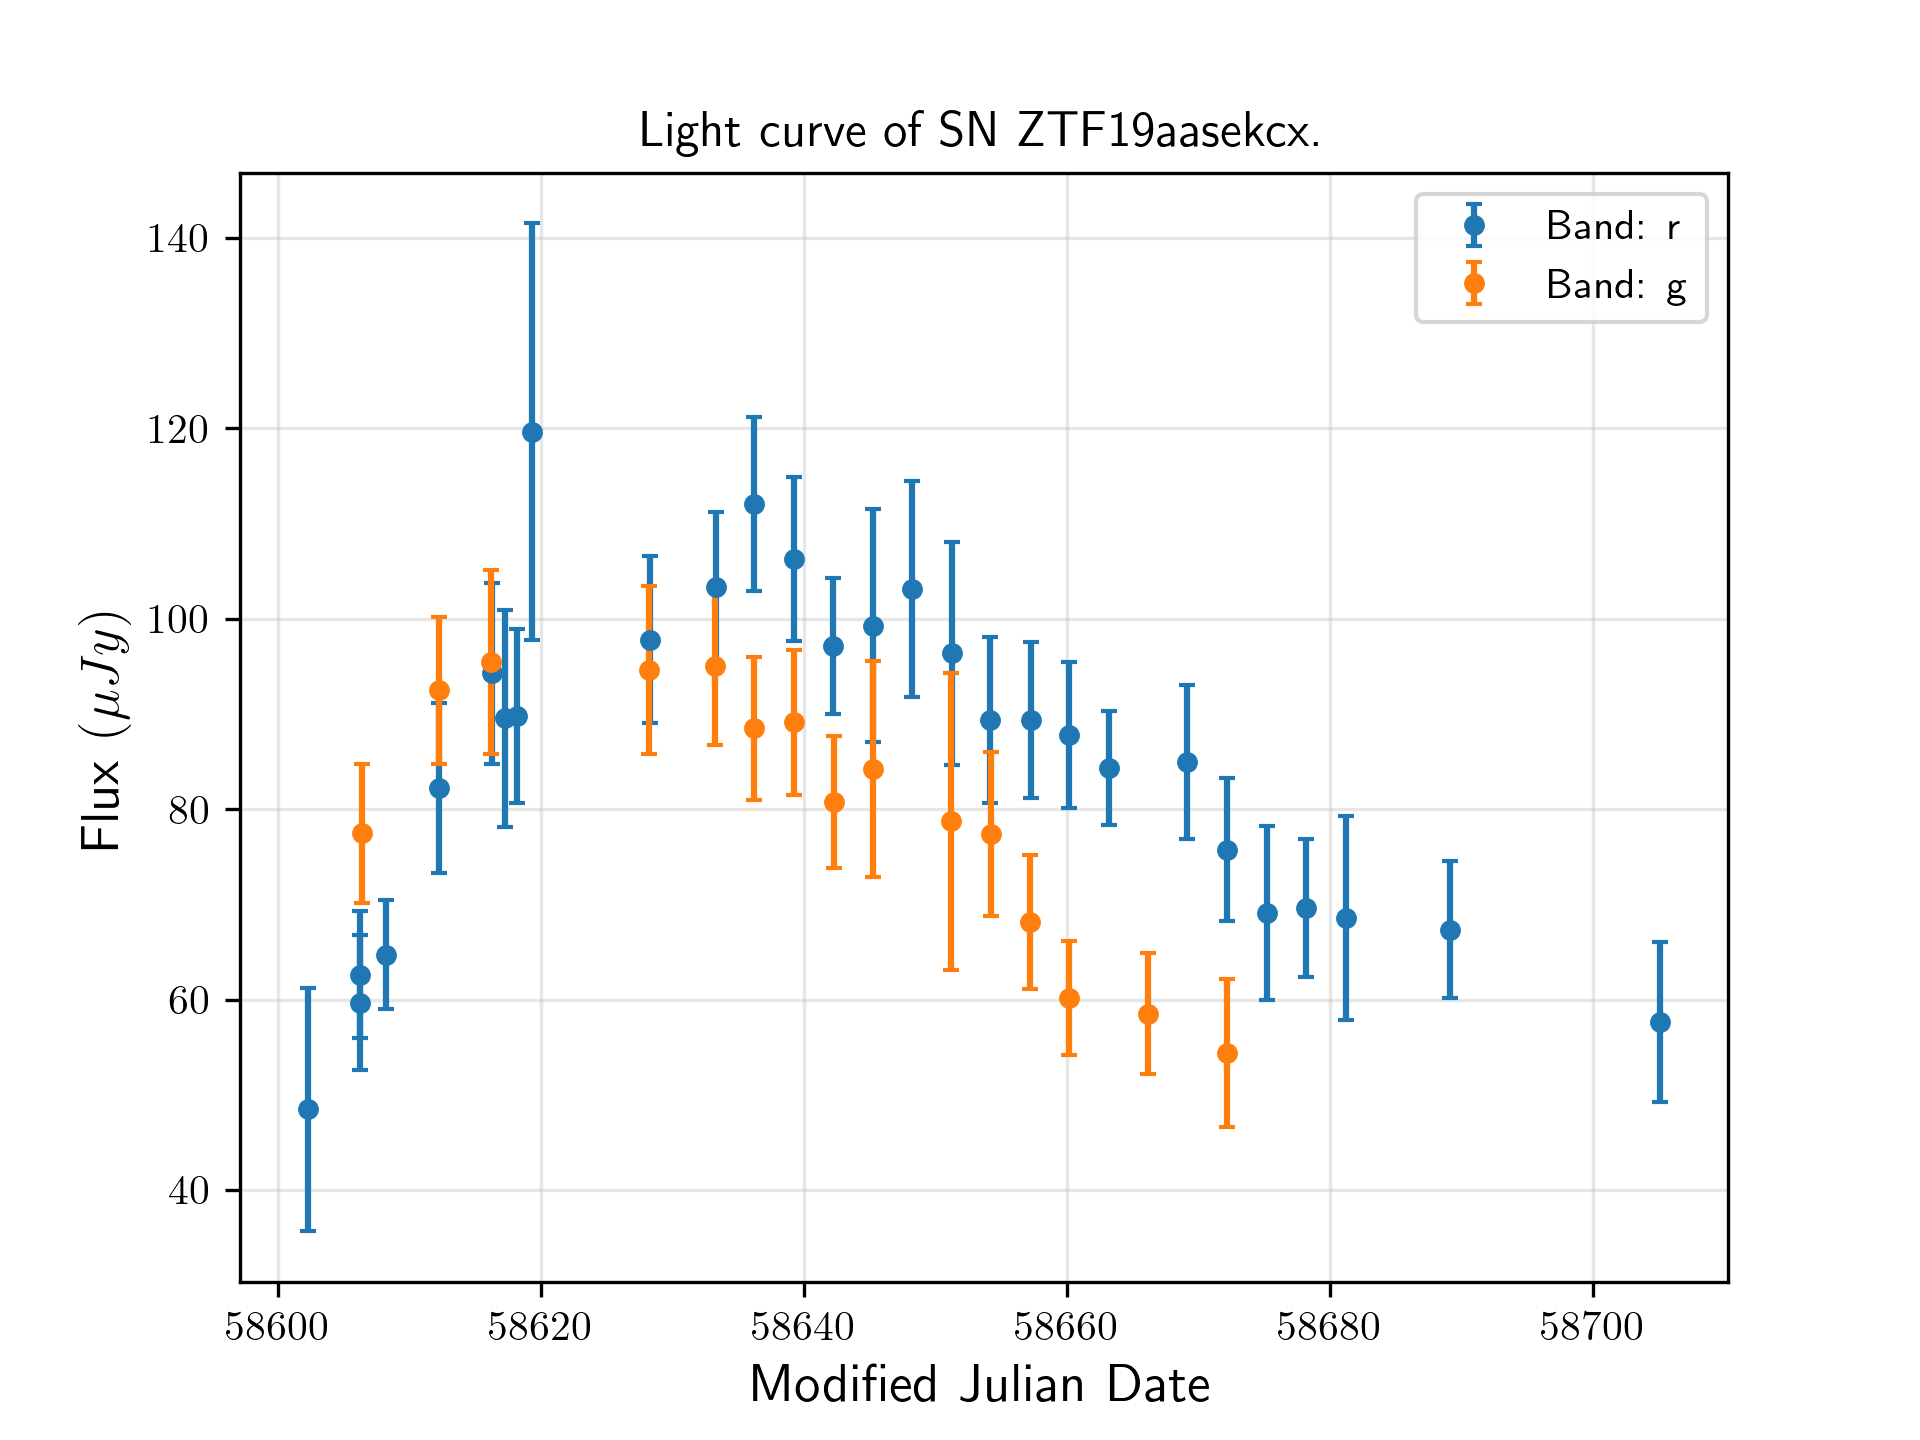 Light curve of SN ZTF19aasekcx.
Band: r
Band: g
140
120
100
80
60
40
Flux (μJy)
58600 58620 58640 58660 58680 58700
Modified Julian Date